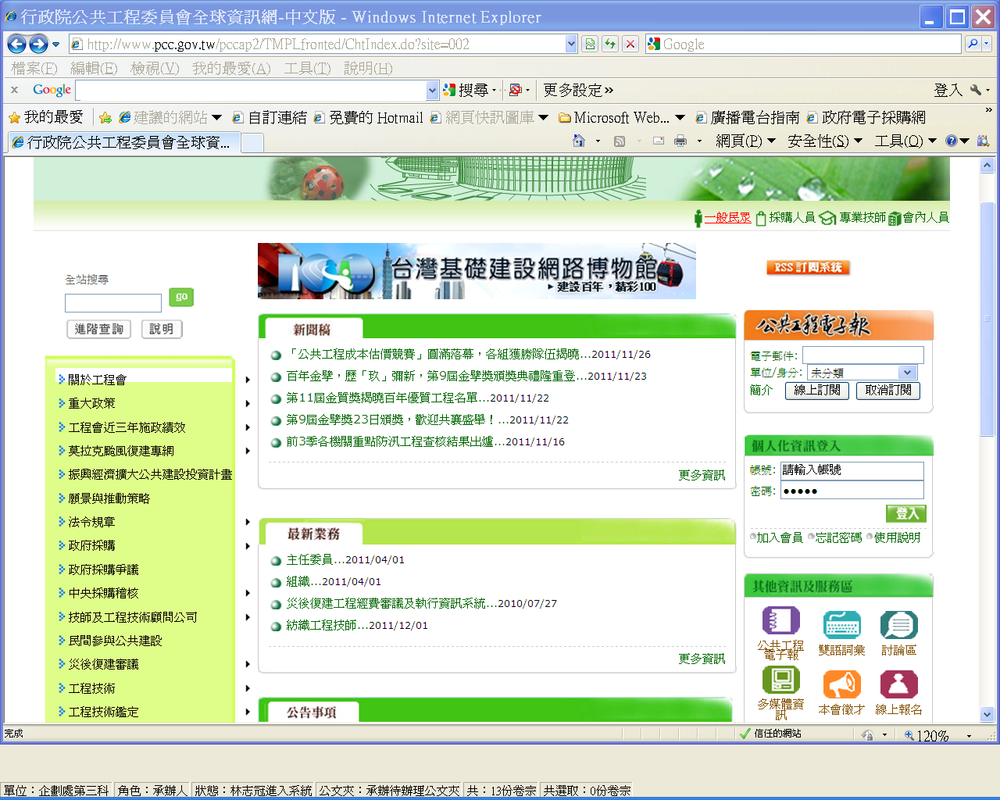 行政院公共工程委員會全球資訊網-中文版 - Windows Internet Explorer
http://www.pcc.gov.tw/pccap2/TMPLfronted/ChtIndex.do?site=002
Google
檔案(F) 編輯(E) 檢視(V) 我的最愛(A) 工具(T) 說明(H)
x Google 搜尋 更多設定 » 登入
我的最愛 建議的網站 自訂連結 免費的 Hotmail 網頁快訊圖庫 Microsoft Web... 廣播電台指南 政府電子採購網 »
行政院公共工程委員會全球資... 網頁(P) 安全性(S) 工具(O)
一般民眾 採購人員 專業技師 會內人員
全站搜尋
go
進階查詢 說明
100 台灣基礎建設網路博物館
建設百年，精彩100
RSS 訂閱系統
關於工程會
重大政策
工程會近三年施政績效
莫拉克颱風復建專網
振興經濟擴大公共建設投資計畫
願景與推動策略
法令規章
政府採購
政府採購爭議
中央採購稽核
技師及工程技術顧問公司
民間參與公共建設
災後復建審議
工程技術
工程技術鑑定
新聞稿
「公共工程成本估價競賽」圓滿落幕，各組獲勝隊伍揭曉...2011/11/26
百年金擘，歷「玖」彌新，第9屆金擘獎頒獎典禮隆重登...2011/11/23
第11屆金質獎揭曉百年優質工程名單...2011/11/22
第9屆金擘獎23日頒獎，歡迎共襄盛舉！...2011/11/22
前3季各機關重點防汛工程查核結果出爐...2011/11/16
更多資訊
最新業務
主任委員...2011/04/01
組織...2011/04/01
災後復建工程經費審議及執行資訊系統...2010/07/27
紡織工程技師...2011/12/01
更多資訊
公告事項
公共工程電子報
電子郵件:
單位/身分: 未分類
簡介 線上訂閱 取消訂閱
個人化資訊登入
帳號: 請輸入帳號
密碼: ●●●●●
登入
加入會員 忘記密碼 使用說明
其他資訊及服務區
公共工程電子報 雙語詞彙 討論區
多媒體資訊 本會徵才 線上報名
完成 信任的網站 120%
單位：企劃處第三科 角色：承辦人 狀態：林志冠進入系統 公文夾：承辦待辦理公文夾 共：13份卷宗 共選取：0份卷宗